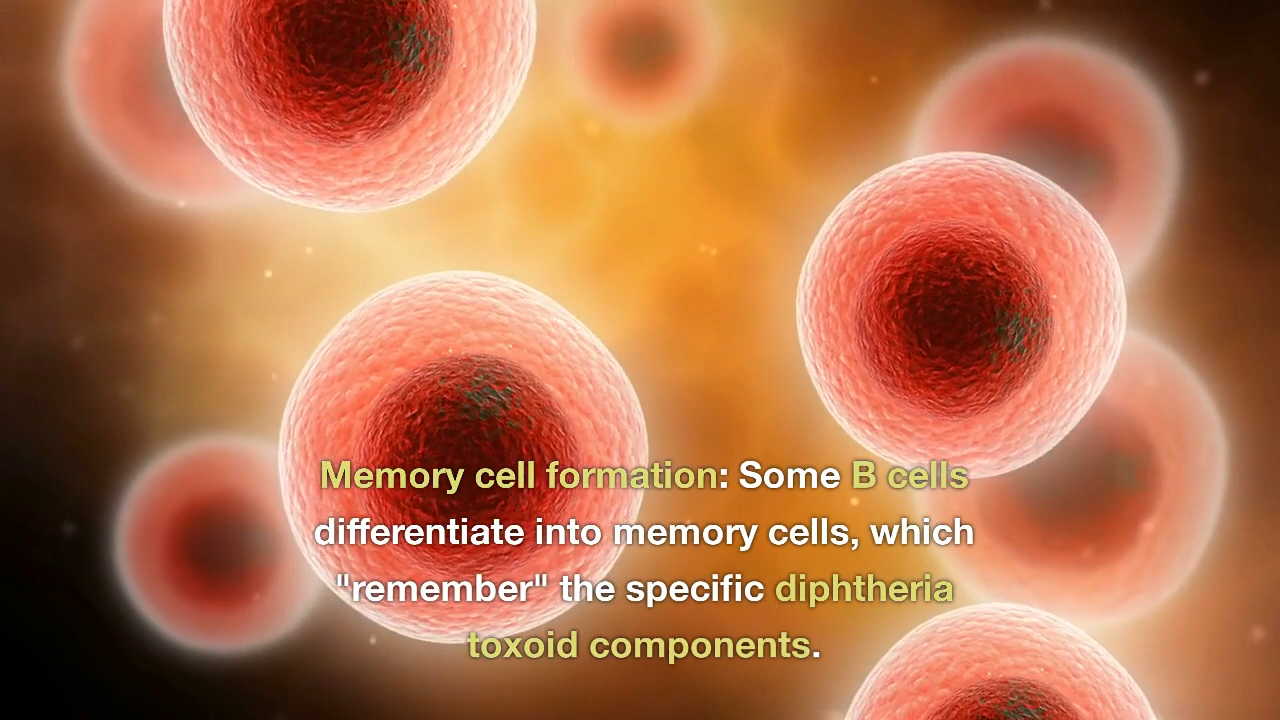 Memory cell formation: Some B cells
differentiate into memory cells, which
"remember" the specific diphtheria
toxoid components.